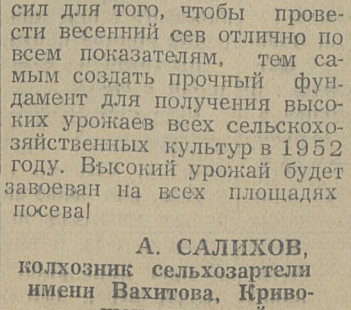 сил для того, чтобы прове-
сти весенний сев отлично по
всем показателям, тем са-
мым создать прочный фун-
дамент для получения высо-
ких урожаев всех сельскохо-
зяйственных культур в 1952
году. Высокий урожай будет
завоеван на всех площадях
посева!
А. САЛИХОВ,
колхозник сельхозартели
имени Вахитова, Криво-